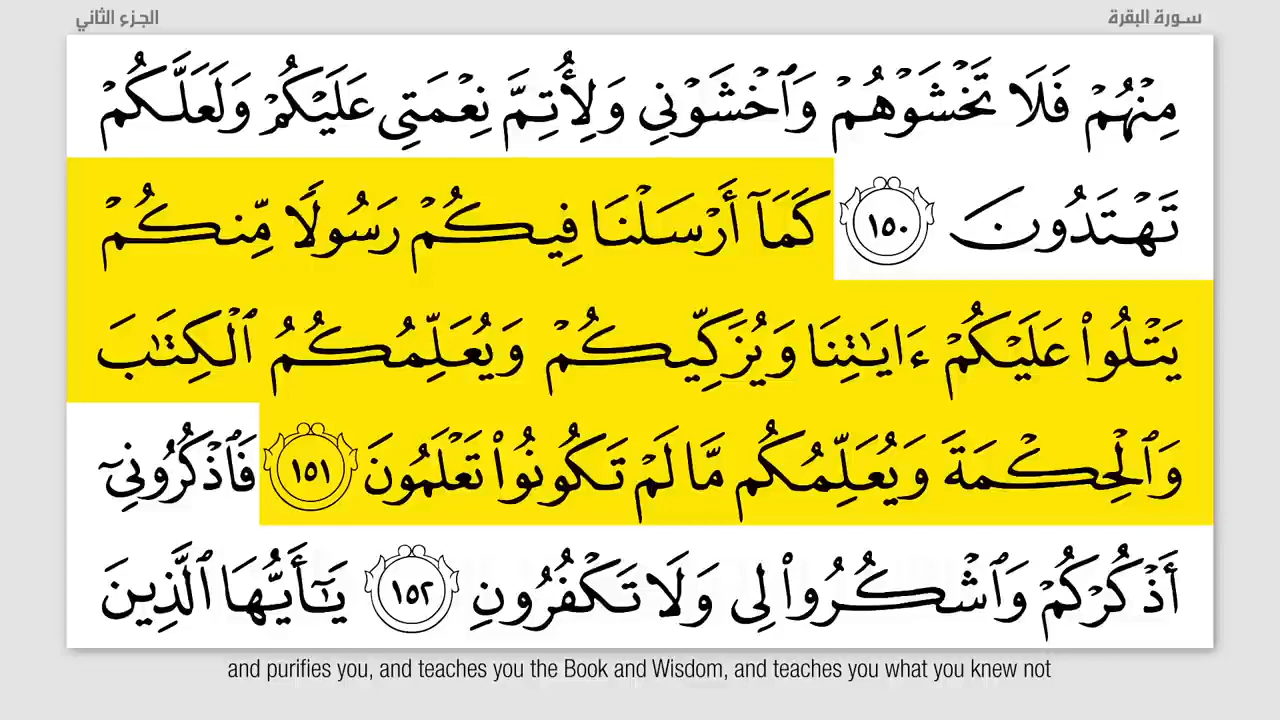 سورة البقرة
الجزء الثاني
مِنْهُمْ فَلَا تَخْشَوْهُمْ وَٱخْشَوْنِى وَلِأُتِمَّ نِعْمَتِى عَلَيْكُمْ وَلَعَلَّكُمْ
تَهْتَدُونَ ١٥٠ كَمَآ أَرْسَلْنَا فِيكُمْ رَسُولًا مِّنكُمْ
يَتْلُوا۟ عَلَيْكُمْ ءَايَـٰتِنَا وَيُزَكِّيكُمْ وَيُعَلِّمُكُمُ ٱلْكِتَـٰبَ
وَٱلْحِكْمَةَ وَيُعَلِّمُكُم مَّا لَمْ تَكُونُوا۟ تَعْلَمُونَ ١٥١ فَٱذْكُرُونِىٓ
أَذْكُرْكُمْ وَٱشْكُرُوا۟ لِى وَلَا تَكْفُرُونِ ١٥٢ يَـٰٓأَيُّهَا ٱلَّذِينَ
and purifies you, and teaches you the Book and Wisdom, and teaches you what you knew not